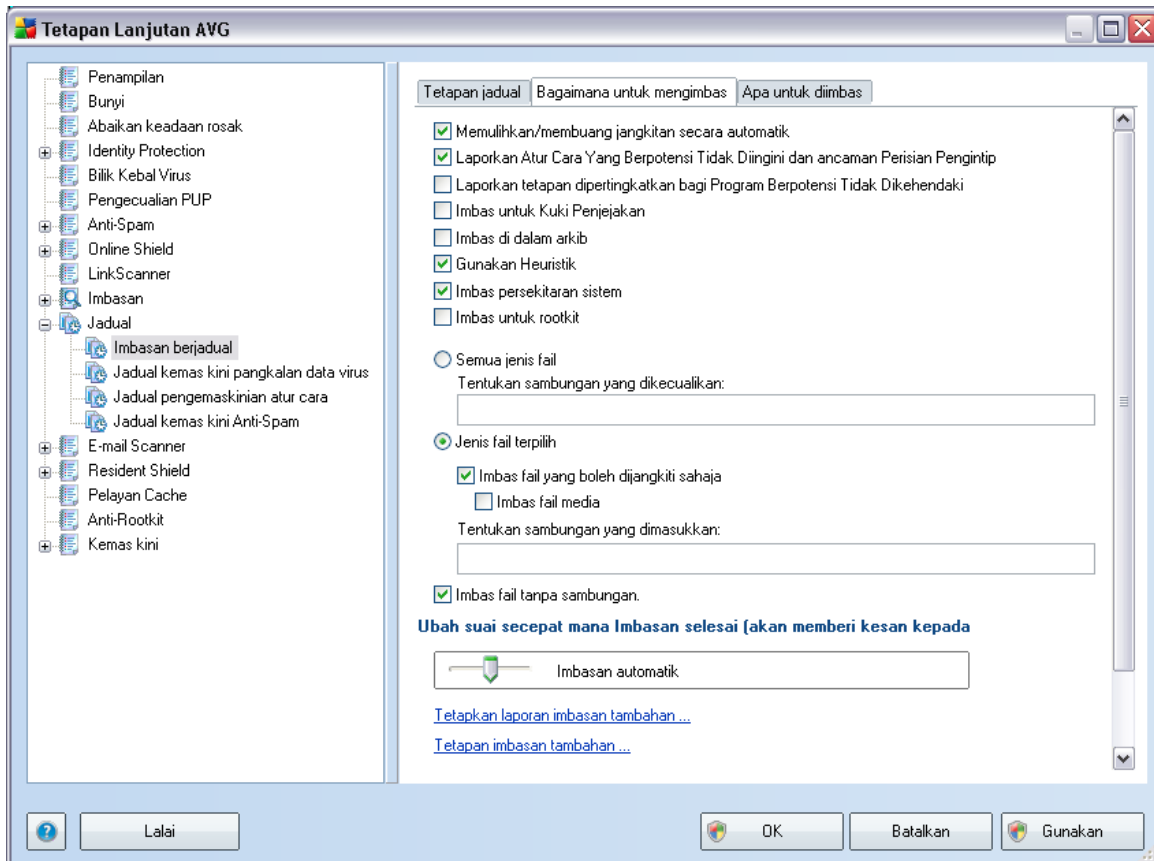 Tetapan Lanjutan AVG
Penampilan
Bunyi
Abaikan keadaan rosak
Identity Protection
Bilik Kebal Virus
Pengecualian PUP
Anti-Spam
Online Shield
LinkScanner
Imbasan
Jadual
Imbasan berjadual
Jadual kemas kini pangkalan data virus
Jadual pengemaskinian atur cara
Jadual kemas kini Anti-Spam
E-mail Scanner
Resident Shield
Pelayan Cache
Anti-Rootkit
Kemas kini
Tetapan jadual Bagaimana untuk mengimbas Apa untuk diimbas
Memulihkan/membuang jangkitan secara automatik
Laporkan Atur Cara Yang Berpotensi Tidak Diingini dan ancaman Perisian Pengintip
Laporkan tetapan dipertingkatkan bagi Program Berpotensi Tidak Dikehendaki
Imbas untuk Kuki Penjejakan
Imbas di dalam arkib
Gunakan Heuristik
Imbas persekitaran sistem
Imbas untuk rootkit
Semua jenis fail
Tentukan sambungan yang dikecualikan:
Jenis fail terpilih
Imbas fail yang boleh dijangkiti sahaja
Imbas fail media
Tentukan sambungan yang dimasukkan:
Imbas fail tanpa sambungan.
Ubah suai secepat mana Imbasan selesai (akan memberi kesan kepada
Imbasan automatik
Tetapkan laporan imbasan tambahan ...
Tetapan imbasan tambahan ...
Lalai OK Batalkan Gunakan